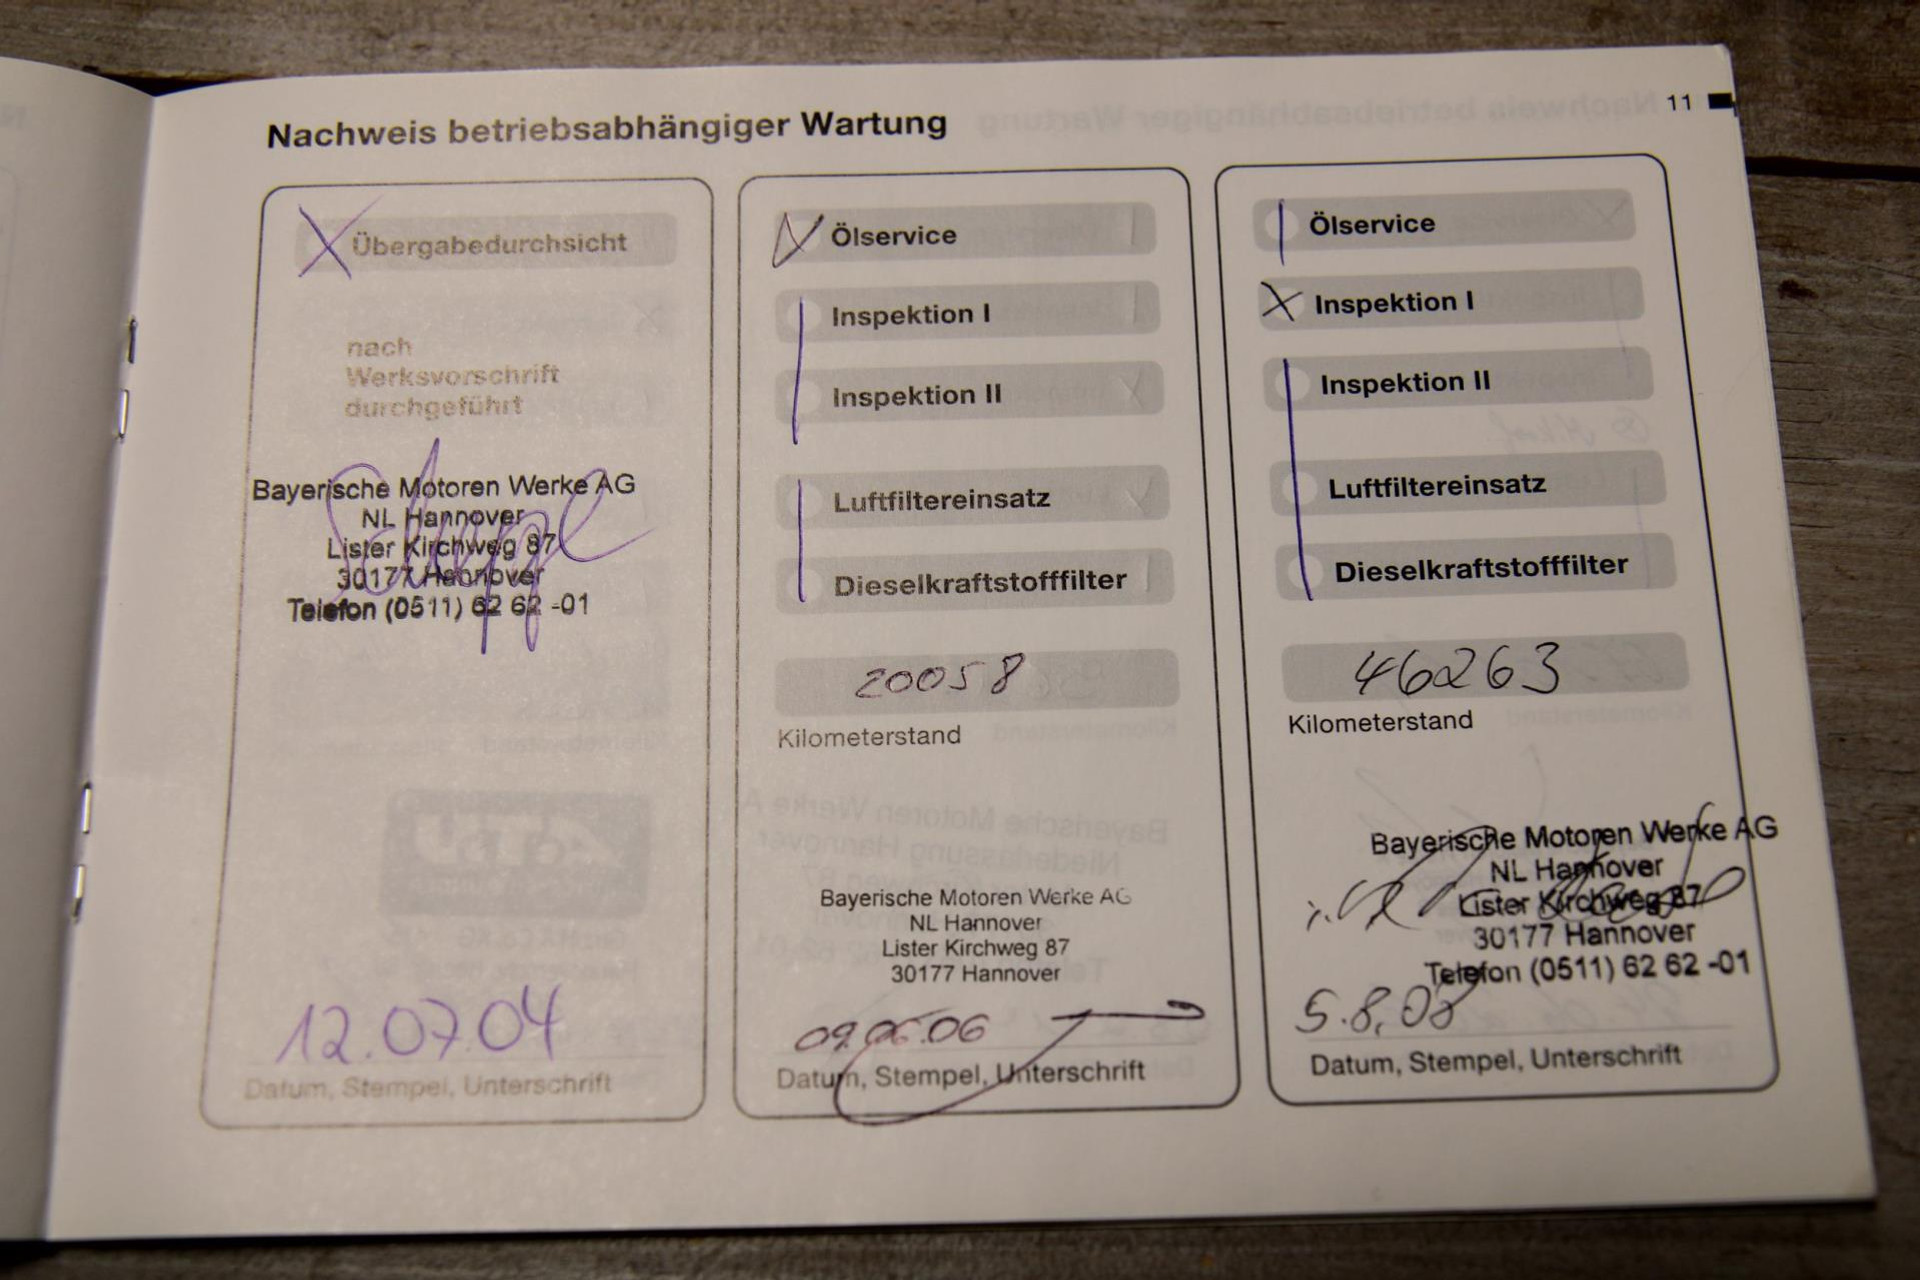 11
Nachweis betriebsabhängiger Wartung
Übergabedurchsicht
nach
Werksvorschrift
durchgeführt
Bayerische Motoren Werke AG
NL Hannover
Lister Kirchweg 87
30177 Hannover
Telefon (0511) 62 62 -01
12.07.04
Datum, Stempel, Unterschrift
Ölservice
Inspektion I
Inspektion II
Luftfiltereinsatz
Dieselkraftstofffilter
20058
Kilometerstand
Bayerische Motoren Werke AG
NL Hannover
Lister Kirchweg 87
30177 Hannover
Datum, Stempel, Unterschrift
Ölservice
Inspektion I
Inspektion II
Luftfiltereinsatz
Dieselkraftstofffilter
46263
Kilometerstand
Bayerische Motoren Werke AG
NL Hannover
Lister Kirchweg 87
30177 Hannover
Telefon (0511) 62 62 -01
5.8.08
Datum, Stempel, Unterschrift